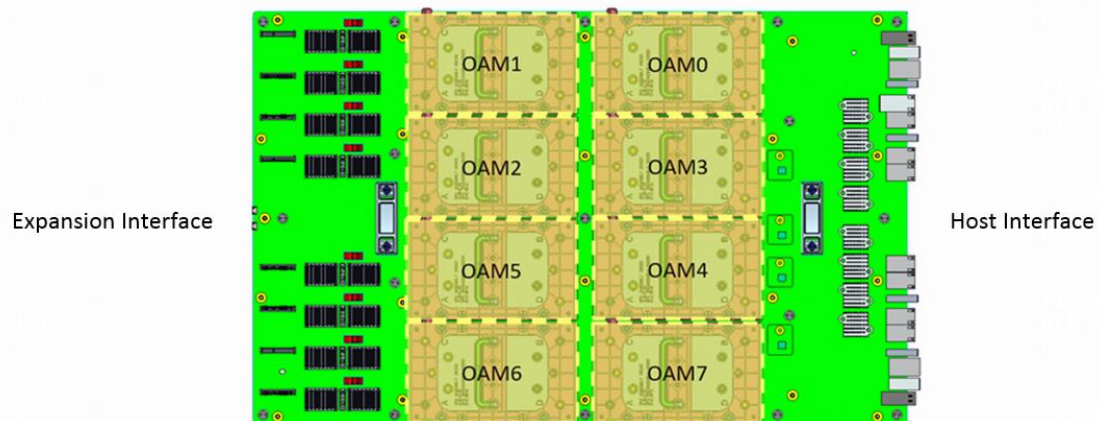 OAM1 OAM0
OAM2 OAM3
Expansion Interface Host Interface
OAM5 OAM4
OAM6 OAM7